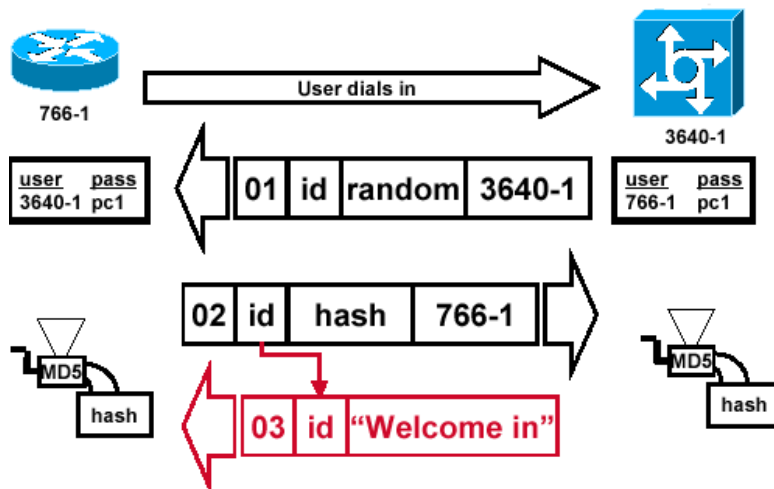 User dials in
766-1
3640-1
user pass
3640-1 pc1
01 id random 3640-1
user pass
766-1 pc1
02 id hash 766-1
MD5
hash
MD5
hash
03 id “Welcome in”